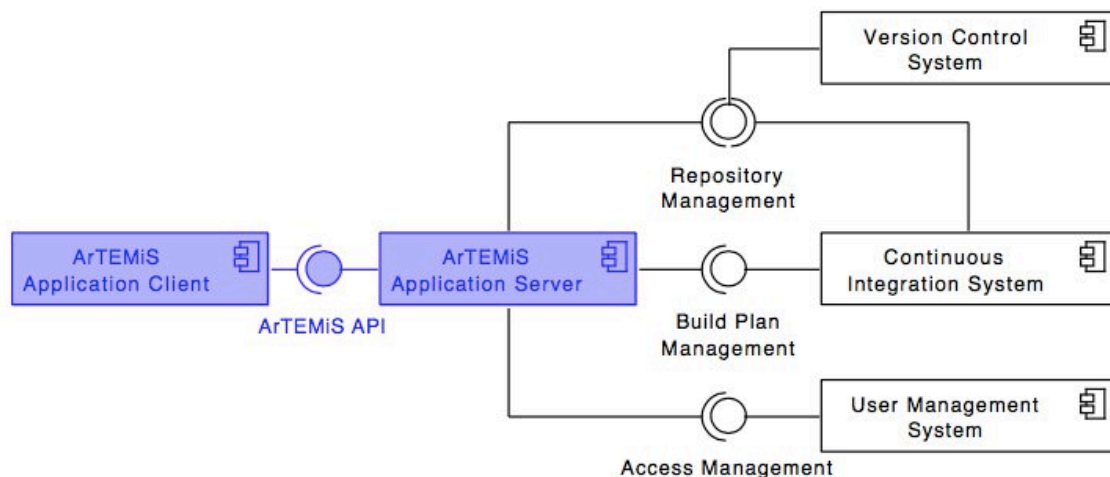 Version Control
System
Repository
Management
ArTEMiS
Application Client
ArTEMiS API
ArTEMiS
Application Server
Build Plan
Management
Continuous
Integration System
User Management
System
Access Management